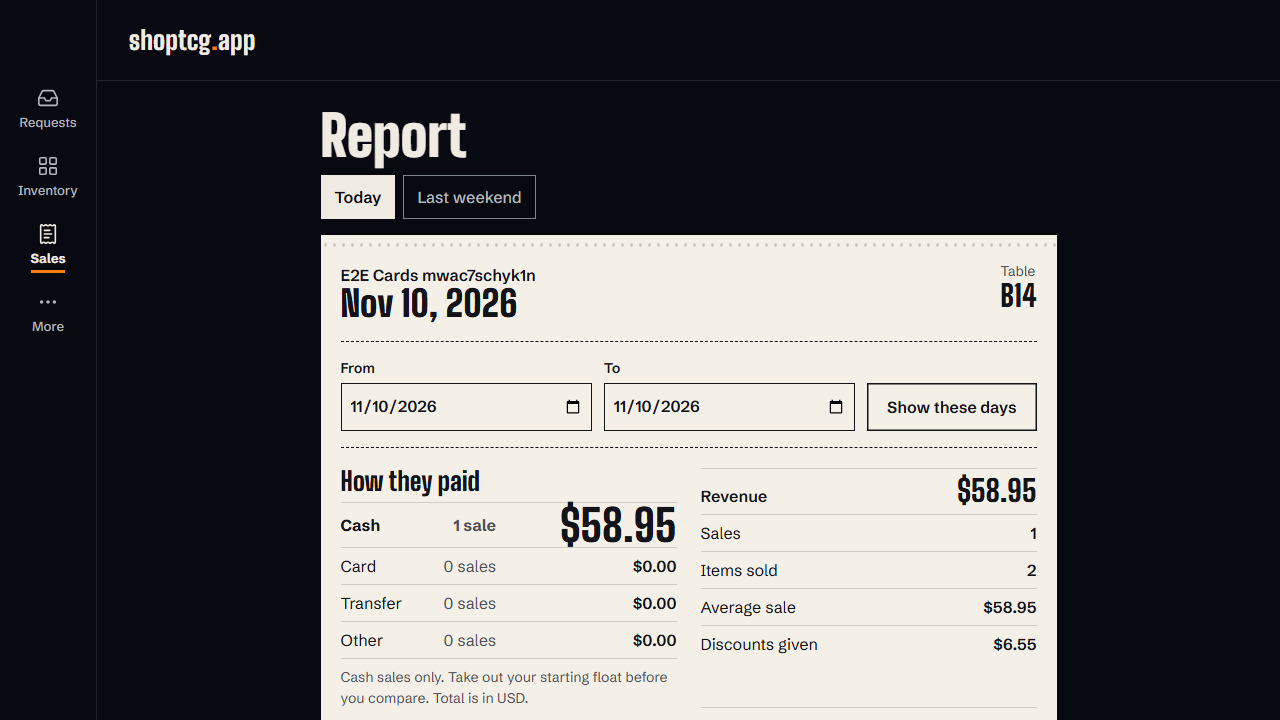 shoptcg.app
Requests
Inventory
Sales
More
Report
Today
Last weekend
E2E Cards mwac7schyk1n
Nov 10, 2026
Table
B14
From
To
11/10/2026
11/10/2026
Show these days
How they paid
Cash 1 sale $58.95
Card 0 sales $0.00
Transfer 0 sales $0.00
Other 0 sales $0.00
Cash sales only. Take out your starting float before
you compare. Total is in USD.
Revenue $58.95
Sales 1
Items sold 2
Average sale $58.95
Discounts given $6.55